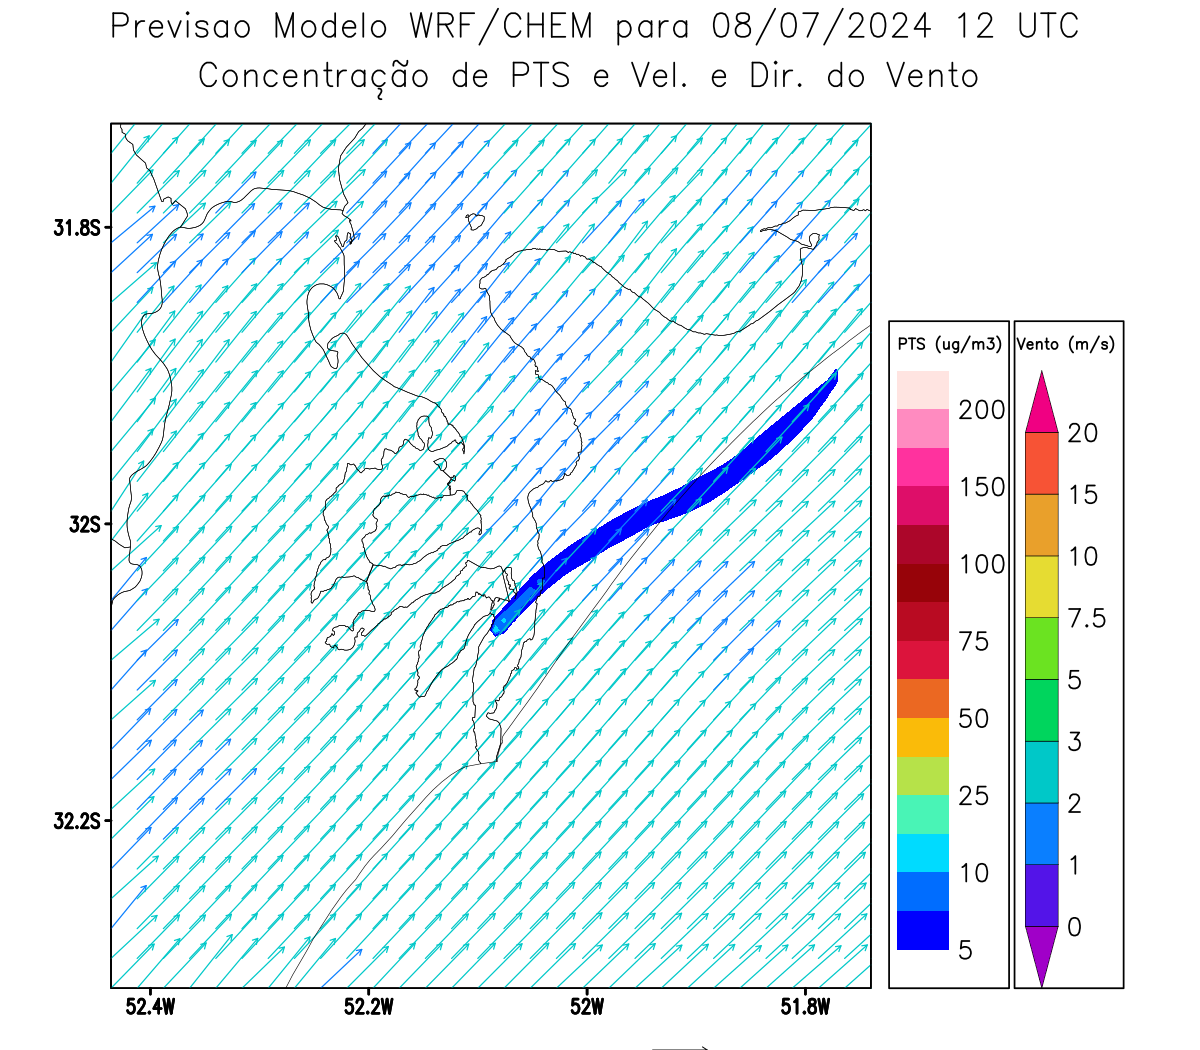 Previsao Modelo WRF/CHEM para 08/07/2024 12 UTC
Concentração de PTS e Vel. e Dir. do Vento
31.8S
32S
32.2S
52.4W 52.2W 52W 51.8W
PTS (ug/m3)
200
150
100
75
50
25
10
5
Vento (m/s)
20
15
10
7.5
5
3
2
1
0